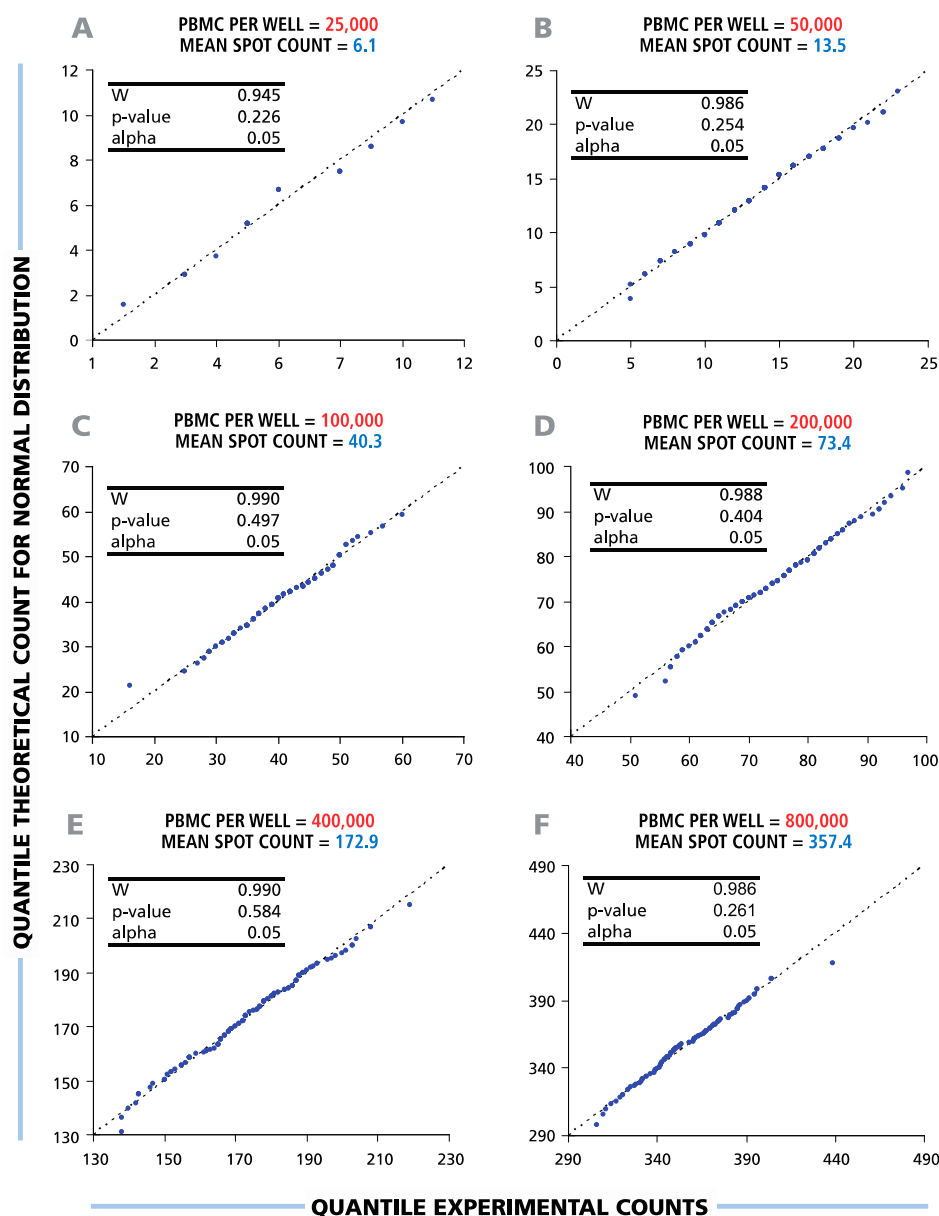 A
PBMC PER WELL = 25,000
MEAN SPOT COUNT = 6.1
W 0.945
p-value 0.226
alpha 0.05
12
10
8
6
4
2
0
1 2 4 5 6 7 8 10 11 12
B
PBMC PER WELL = 50,000
MEAN SPOT COUNT = 13.5
W 0.986
p-value 0.254
alpha 0.05
25
20
15
10
5
0
0 5 10 15 20 25
C
PBMC PER WELL = 100,000
MEAN SPOT COUNT = 40.3
W 0.990
p-value 0.497
alpha 0.05
70
60
50
40
30
20
10
10 20 30 40 50 60 70
D
PBMC PER WELL = 200,000
MEAN SPOT COUNT = 73.4
W 0.988
p-value 0.404
alpha 0.05
100
90
80
70
60
50
40
40 50 60 70 80 90 100
E
PBMC PER WELL = 400,000
MEAN SPOT COUNT = 172.9
W 0.990
p-value 0.584
alpha 0.05
230
210
190
170
150
130
130 150 170 190 210 230
F
PBMC PER WELL = 800,000
MEAN SPOT COUNT = 357.4
W 0.986
p-value 0.261
alpha 0.05
490
440
390
340
290
290 340 390 440 490
QUANTILE THEORETICAL COUNT FOR NORMAL DISTRIBUTION
QUANTILE EXPERIMENTAL COUNTS